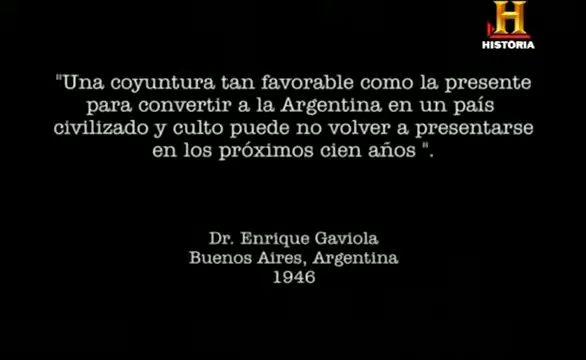 H
HISTORIA
"Una coyuntura tan favorable como la presente
para convertir a la Argentina en un país
civilizado y culto puede no volver a presentarse
en los próximos cien años ".
Dr. Enrique Gaviola
Buenos Aires, Argentina
1946